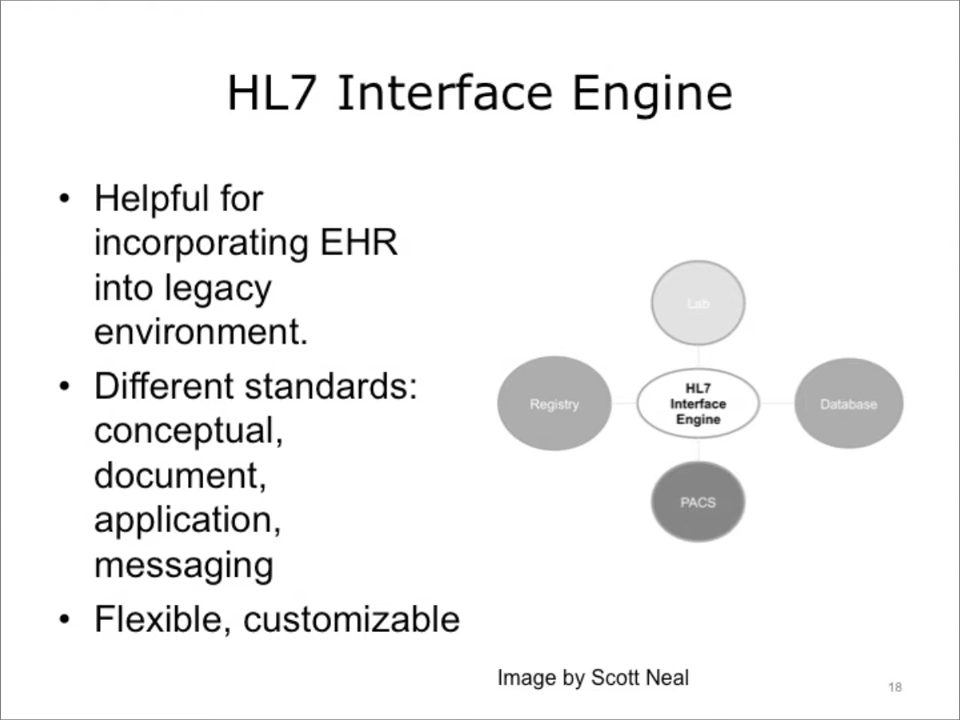 HL7 Interface Engine
• Helpful for
incorporating EHR
into legacy
environment.
• Different standards:
conceptual,
document,
application,
messaging
• Flexible, customizable
Lab
Registry
HL7
Interface
Engine
Database
PACS
Image by Scott Neal
18